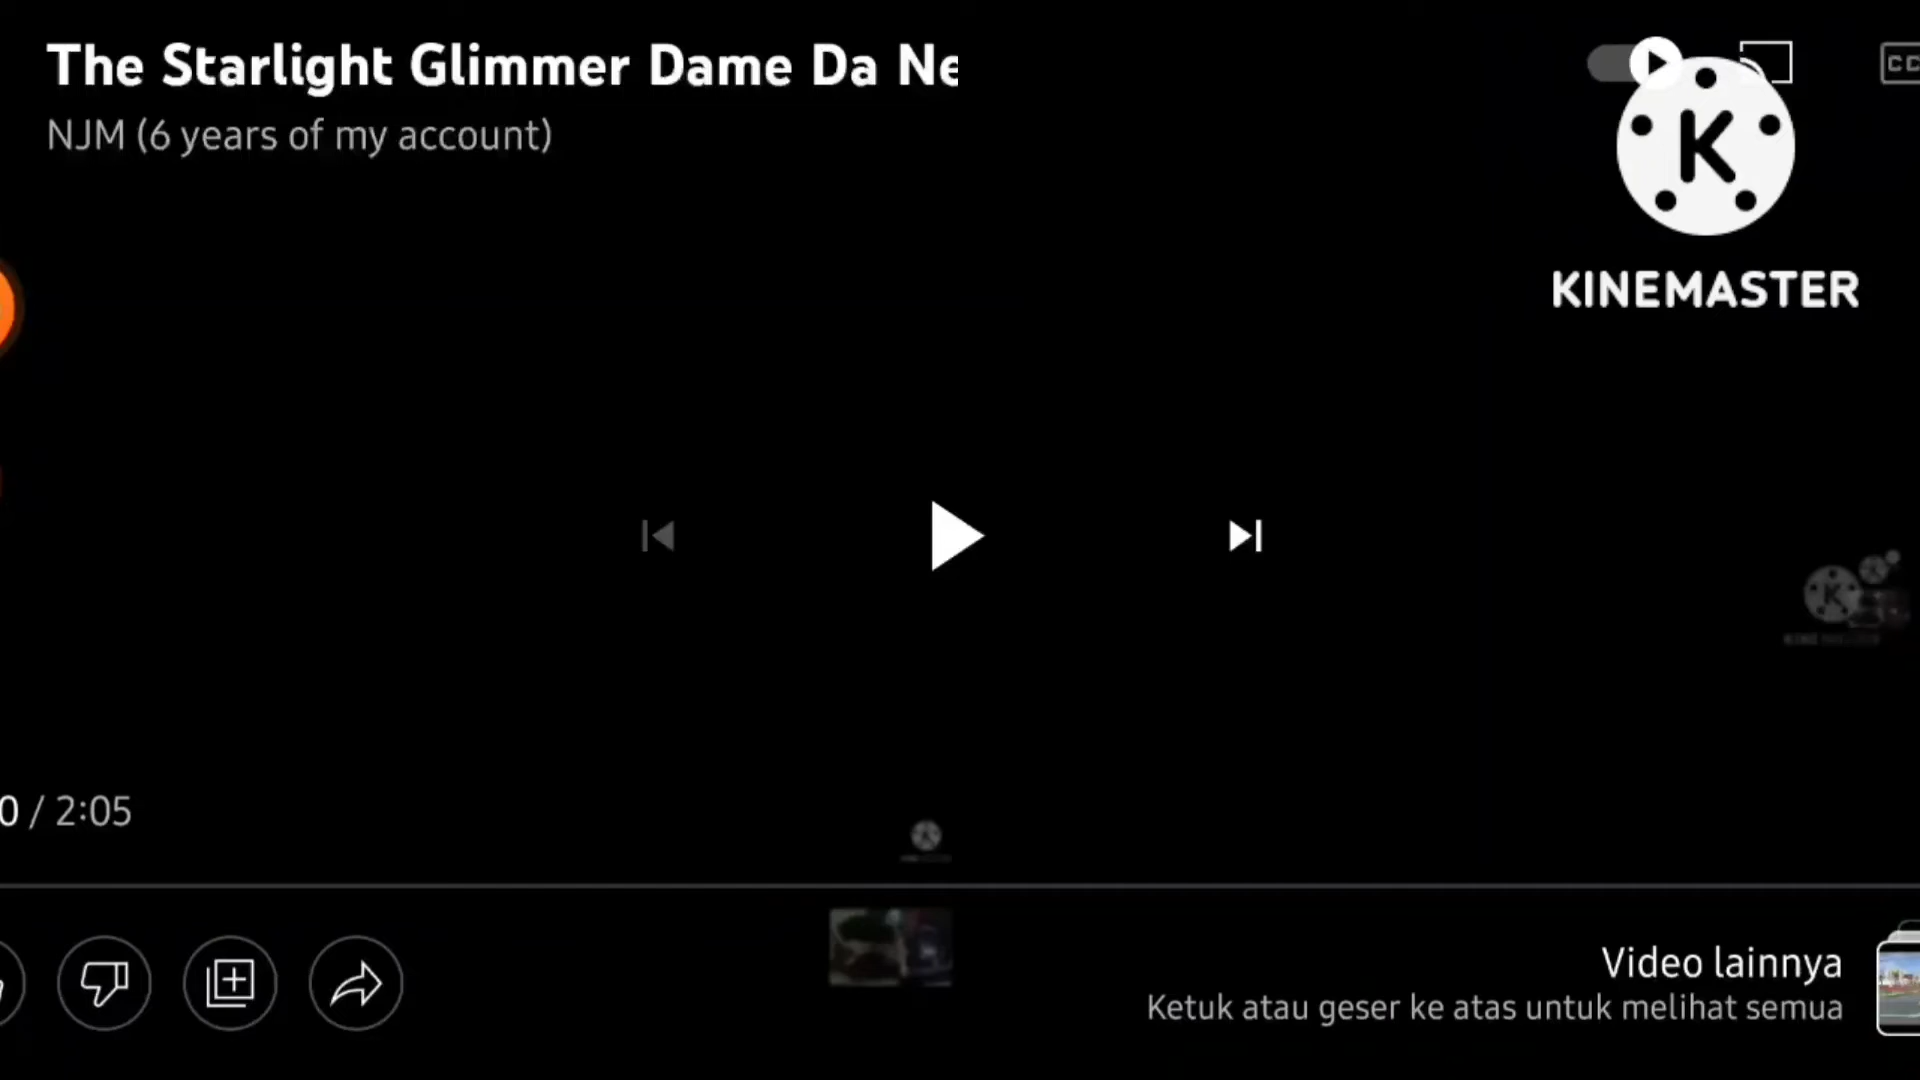 The Starlight Glimmer Dame Da Ne
NJM (6 years of my account)
CC
K
KINEMASTER
0 / 2:05
Video lainnya
Ketuk atau geser ke atas untuk melihat semua